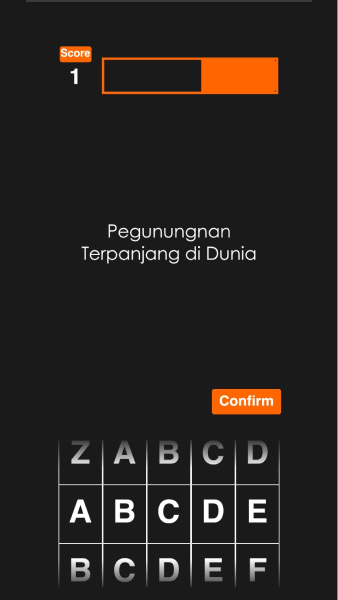 Score
1
Pegunungnan
Terpanjang di Dunia
Confirm
Z A B C D
A B C D E
B C D E F